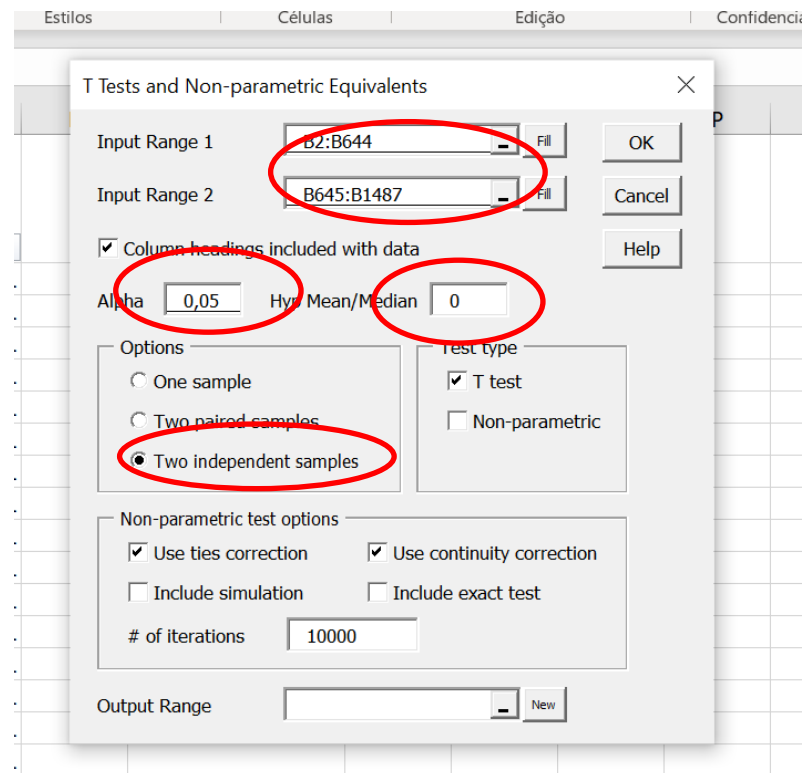 Estilos Células Edição Confidencia
T Tests and Non-parametric Equivalents
P
Input Range 1 B2:B644 Fill OK
Input Range 2 B645:B1487 Fill Cancel
Column headings included with data Help
Alpha 0,05 Hyp Mean/Median 0
Options Test type
One sample T test
Two paired samples Non-parametric
Two independent samples
Non-parametric test options
Use ties correction Use continuity correction
Include simulation Include exact test
# of iterations 10000
Output Range New